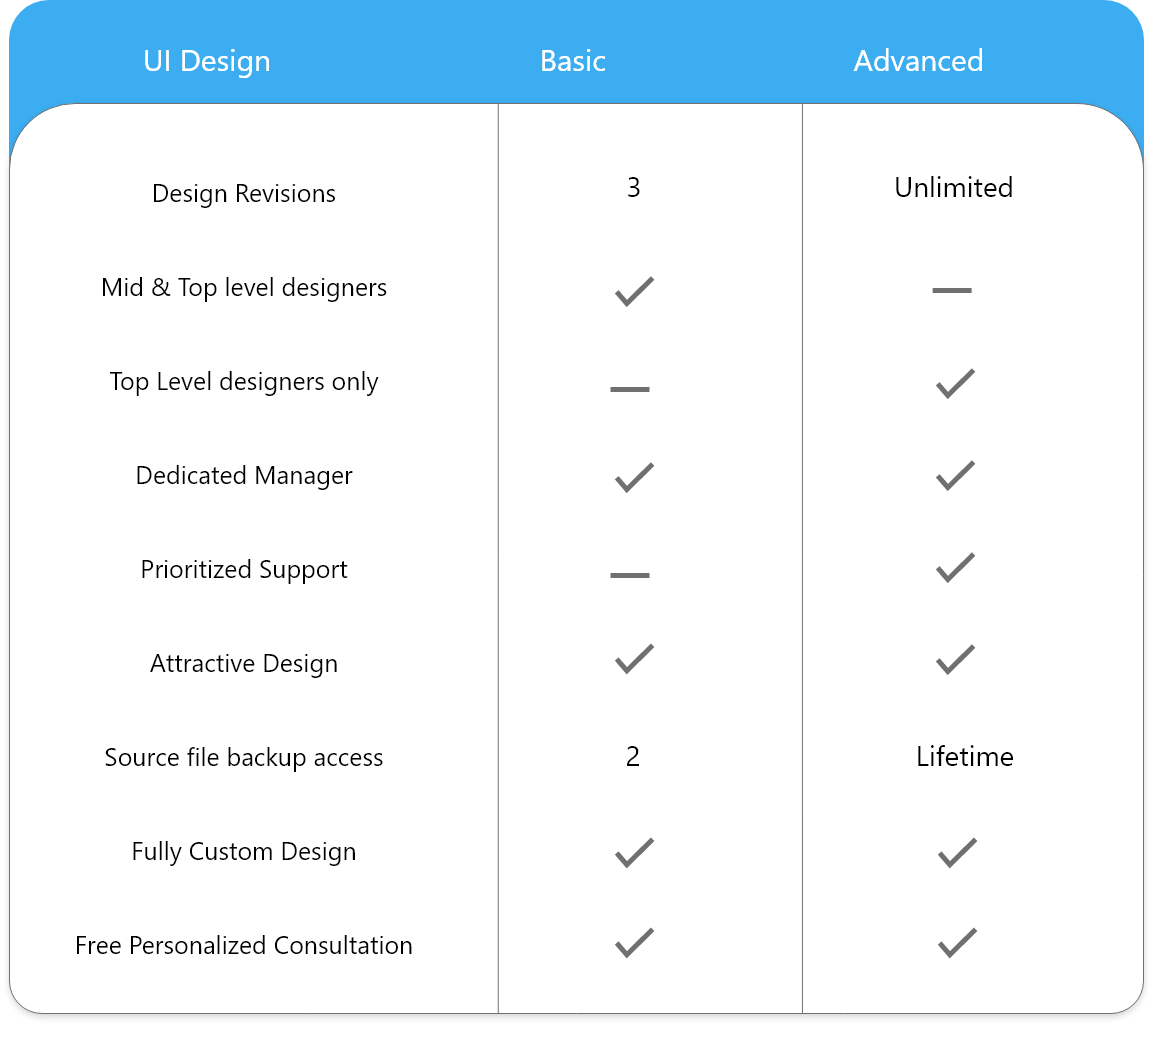 UI Design Basic Advanced
Design Revisions 3 Unlimited
Mid & Top level designers
Top Level designers only
Dedicated Manager
Prioritized Support
Attractive Design
Source file backup access 2 Lifetime
Fully Custom Design
Free Personalized Consultation